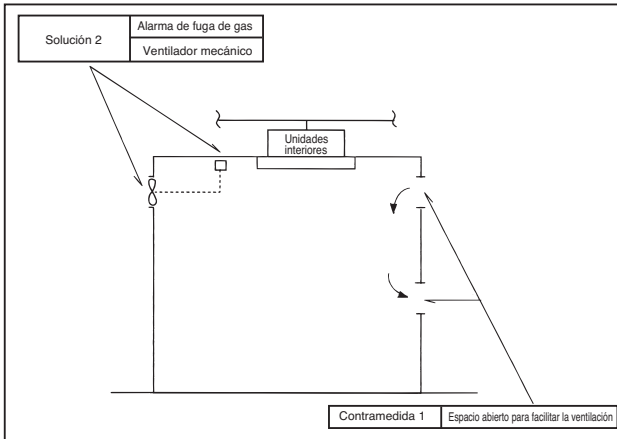 Solución 2
Alarma de fuga de gas
Ventilador mecánico
Unidades
interiores
Contramedida 1
Espacio abierto para facilitar la ventilación